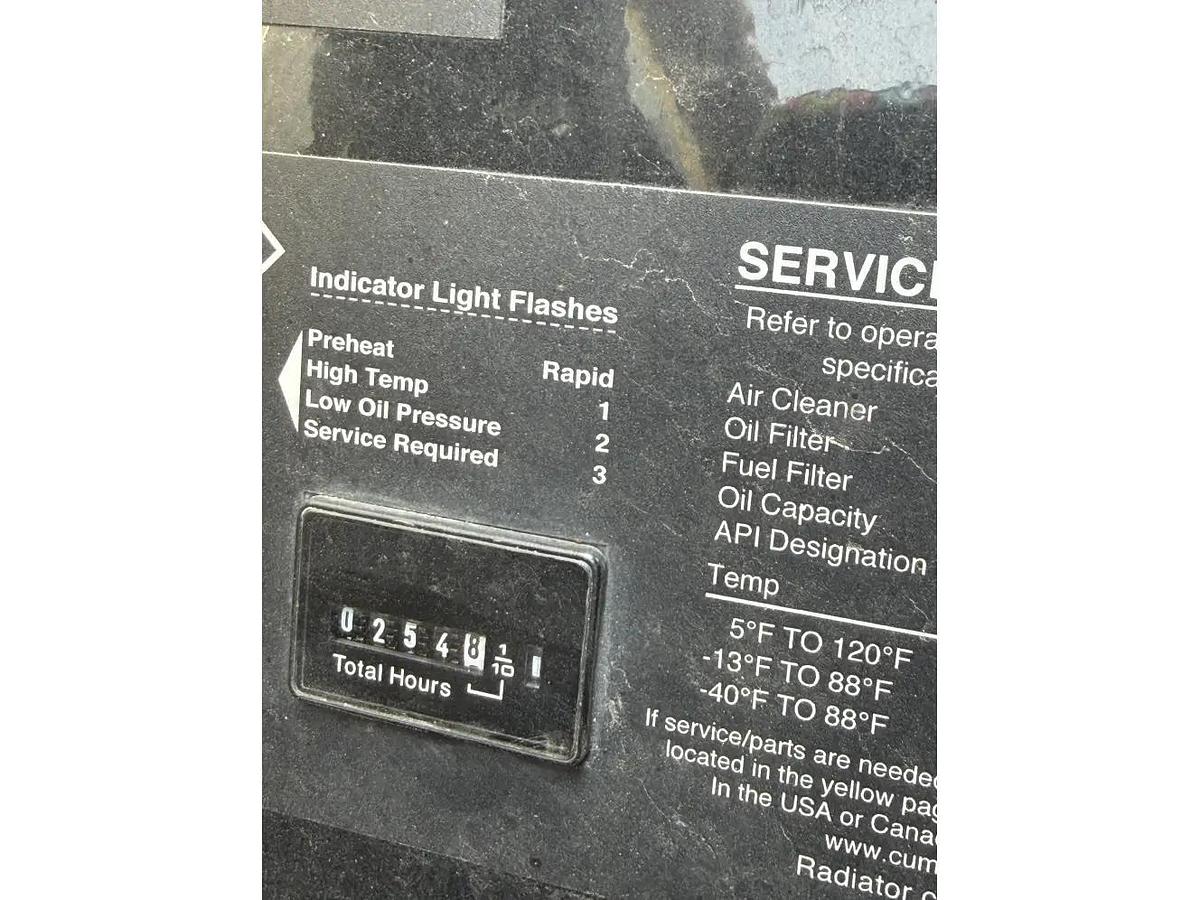 Indicator Light Flashes
Preheat Rapid
High Temp 1
Low Oil Pressure 2
Service Required 3
0 2 5 4 8 1/10
Total Hours
SERVIC
Refer to opera
specifica
Air Cleaner
Oil Filter
Fuel Filter
Oil Capacity
API Designation
Temp
5°F TO 120°F
-13°F TO 88°F
-40°F TO 88°F
If service/parts are neede
located in the yellow pag
In the USA or Cana
www.cum
Radiator c